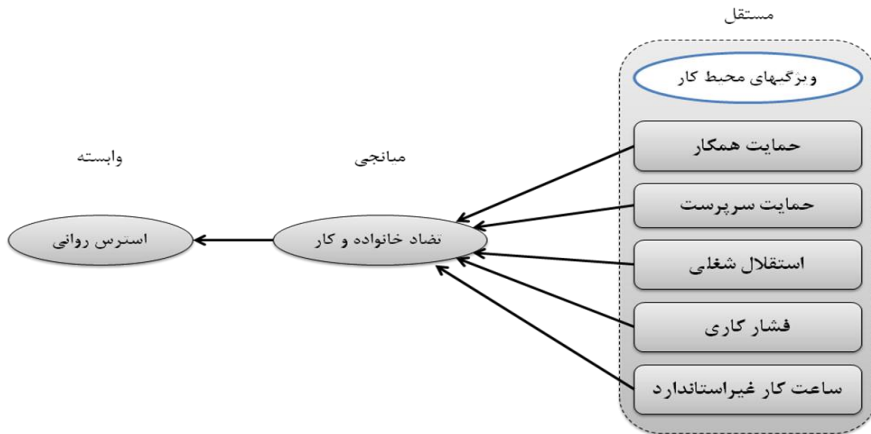 مستقل
ویژگیهای محیط کار
حمایت همکار
حمایت سرپرست
استقلال شغلی
فشار کاری
ساعت کار غیراستاندارد
میانجی
تضاد خانواده و کار
وابسته
استرس روانی